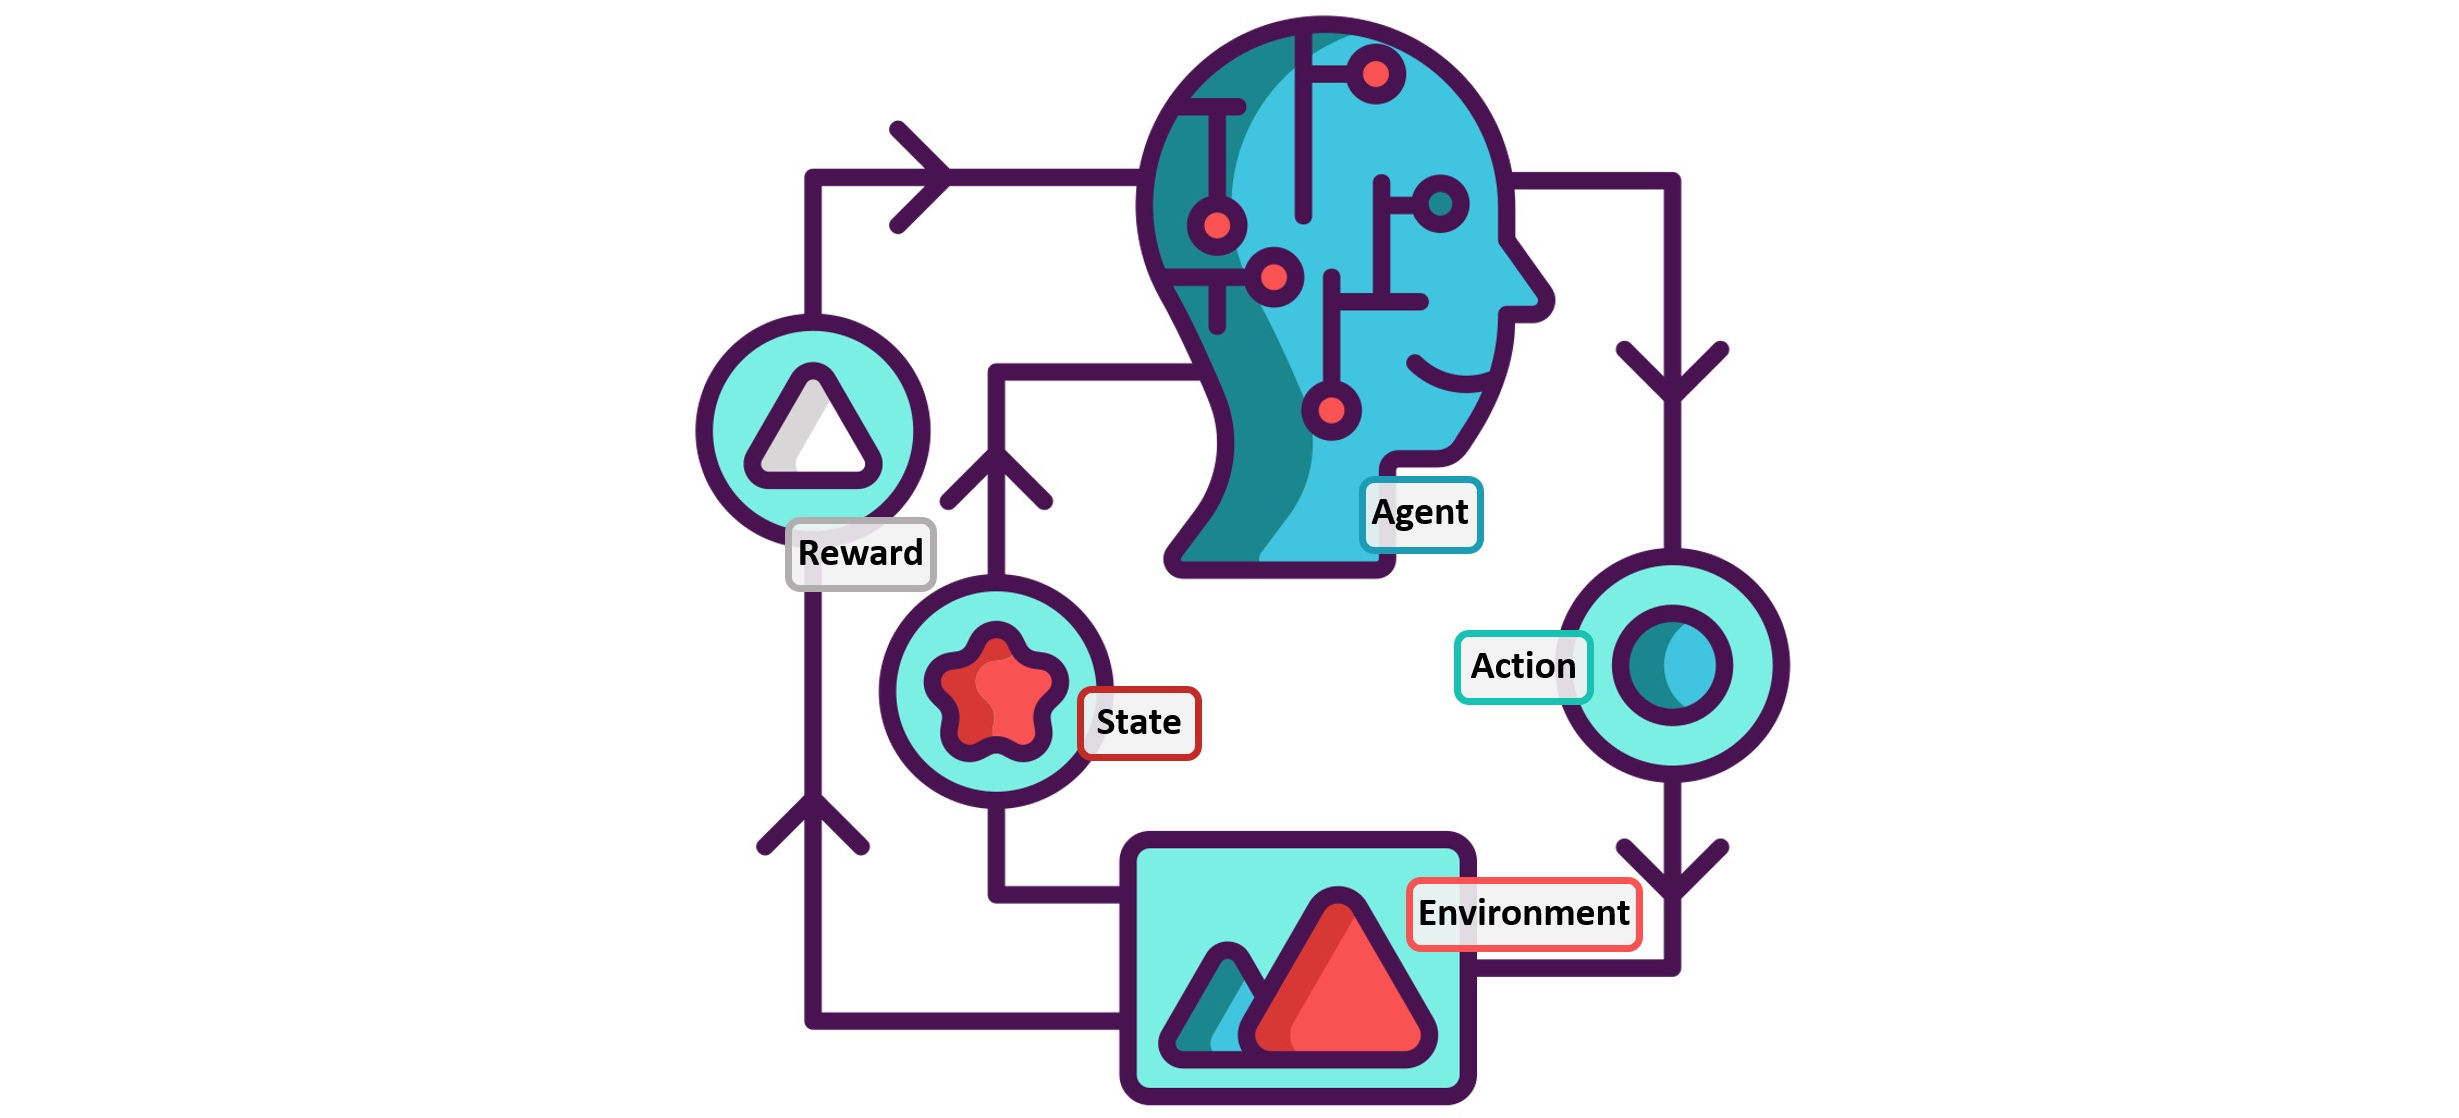 Agent
Reward
Action
State
Environment